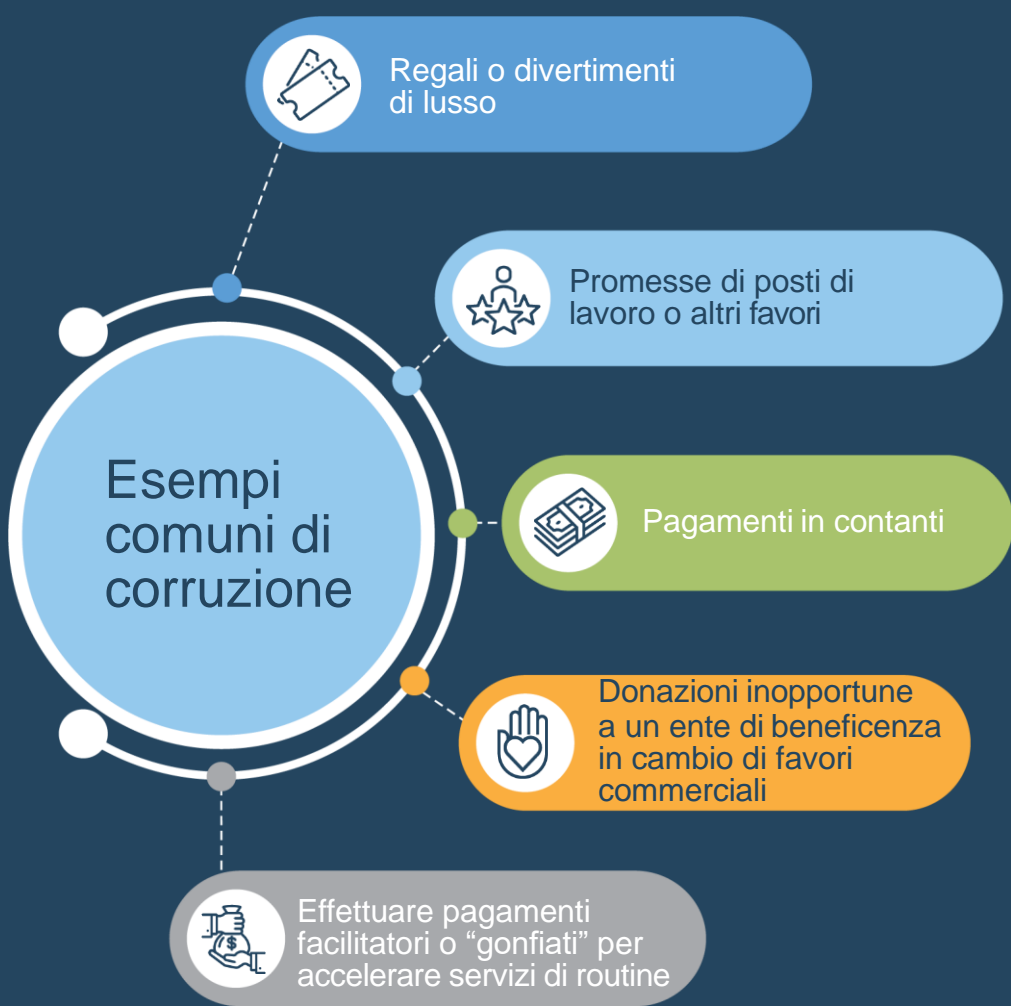 Regali o divertimenti
di lusso
Promesse di posti di
lavoro o altri favori
Esempi
comuni di
corruzione
Pagamenti in contanti
Donazioni inopportune
a un ente di beneficenza
in cambio di favori
commerciali
Effettuare pagamenti
facilitatori o “gonfiati” per
accelerare servizi di routine